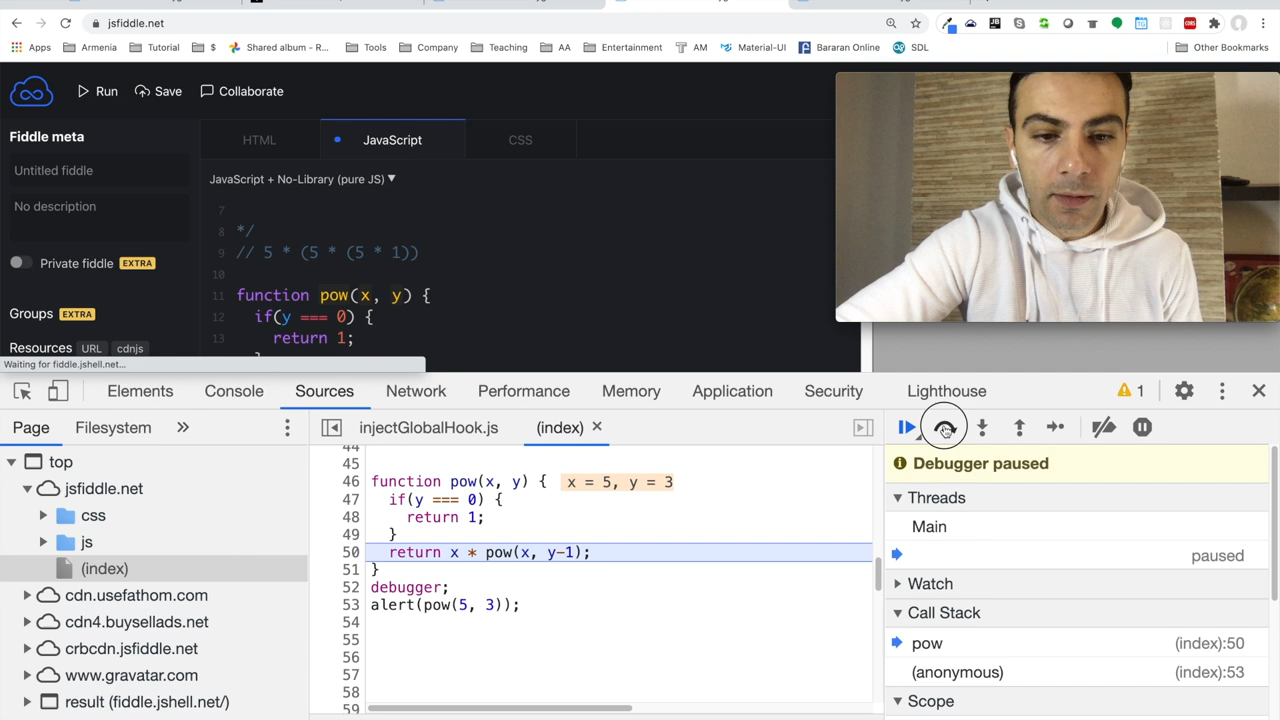 jsfiddle.net
Apps Armenia Tutorial $ Shared album - R... Tools Company Teaching AA Entertainment AM Material-UI Bararan Online SDL Other Bookmarks
Run Save Collaborate
Fiddle meta
Untitled fiddle
No description
Private fiddle EXTRA
Groups EXTRA
Resources URL cdnjs
Waiting for fiddle.jshell.net...
HTML JavaScript CSS
JavaScript + No-Library (pure JS)
7
8 */
9 // 5 * (5 * (5 * 1))
10
11 function pow(x, y) {
12 if(y === 0) {
13 return 1;
Elements Console Sources Network Performance Memory Application Security Lighthouse 1
Page Filesystem
top
jsfiddle.net
css
js
(index)
cdn.usefathom.com
cdn4.buysellads.net
crbcdn.jsfiddle.net
www.gravatar.com
result (fiddle.jshell.net/)
injectGlobalHook.js (index)
44
45
46 function pow(x, y) { x = 5, y = 3
47 if(y === 0) {
48 return 1;
49 }
50 return x * pow(x, y-1);
51 }
52 debugger;
53 alert(pow(5, 3));
54
55
56
57
58
59
Debugger paused
Threads
Main
paused
Watch
Call Stack
pow (index):50
(anonymous) (index):53
Scope